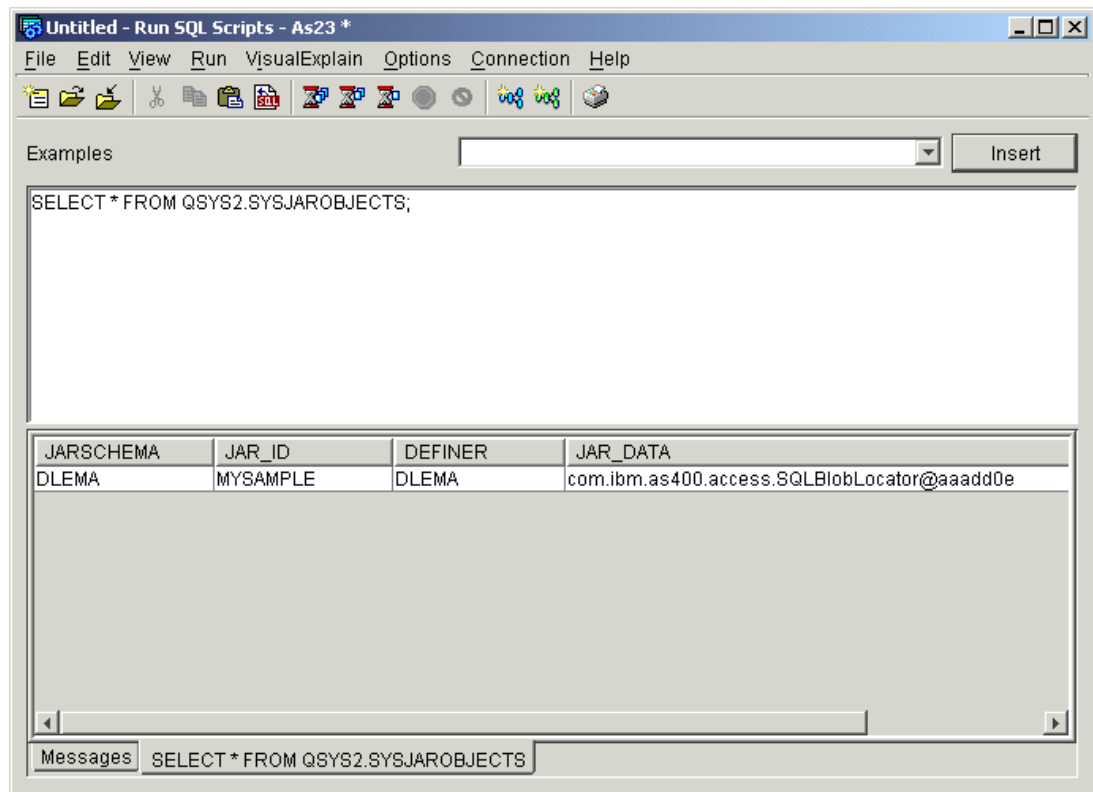 Untitled - Run SQL Scripts - As23 *
File Edit View Run VisualExplain Options Connection Help
Examples
Insert
SELECT * FROM QSYS2.SYSJAROBJECTS;
JARSCHEMA JAR_ID DEFINER JAR_DATA
DLEMA MYSAMPLE DLEMA com.ibm.as400.access.SQLBlobLocator@aaadd0e
Messages SELECT * FROM QSYS2.SYSJAROBJECTS